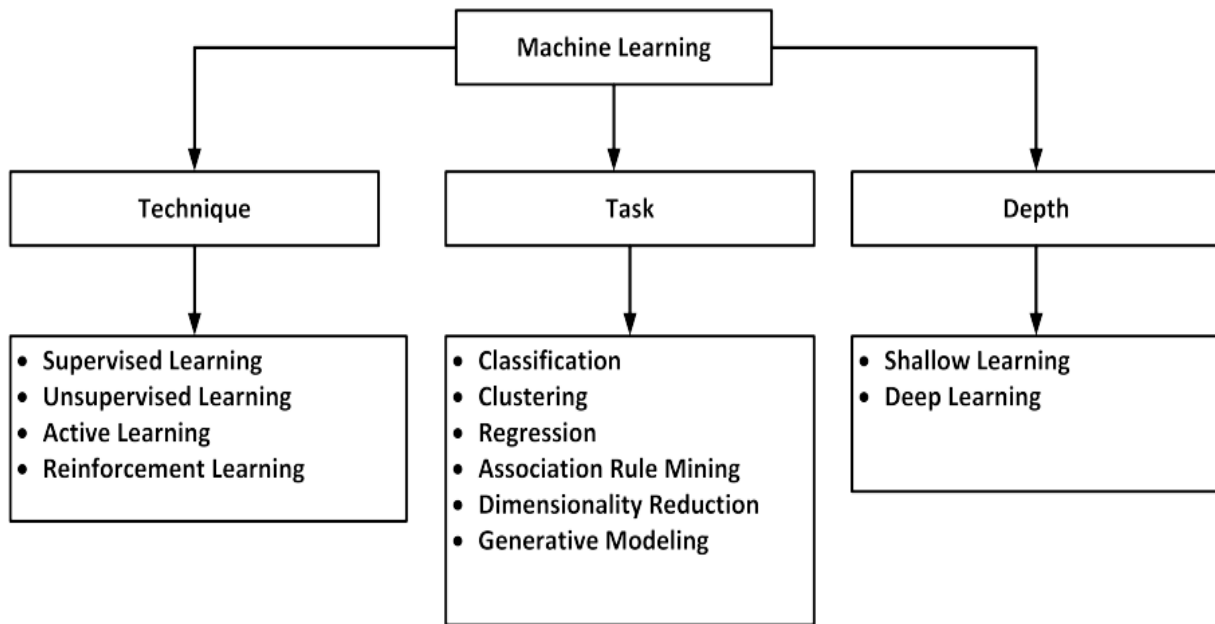 Machine Learning
Technique
Task
Depth
• Supervised Learning
• Unsupervised Learning
• Active Learning
• Reinforcement Learning
• Classification
• Clustering
• Regression
• Association Rule Mining
• Dimensionality Reduction
• Generative Modeling
• Shallow Learning
• Deep Learning